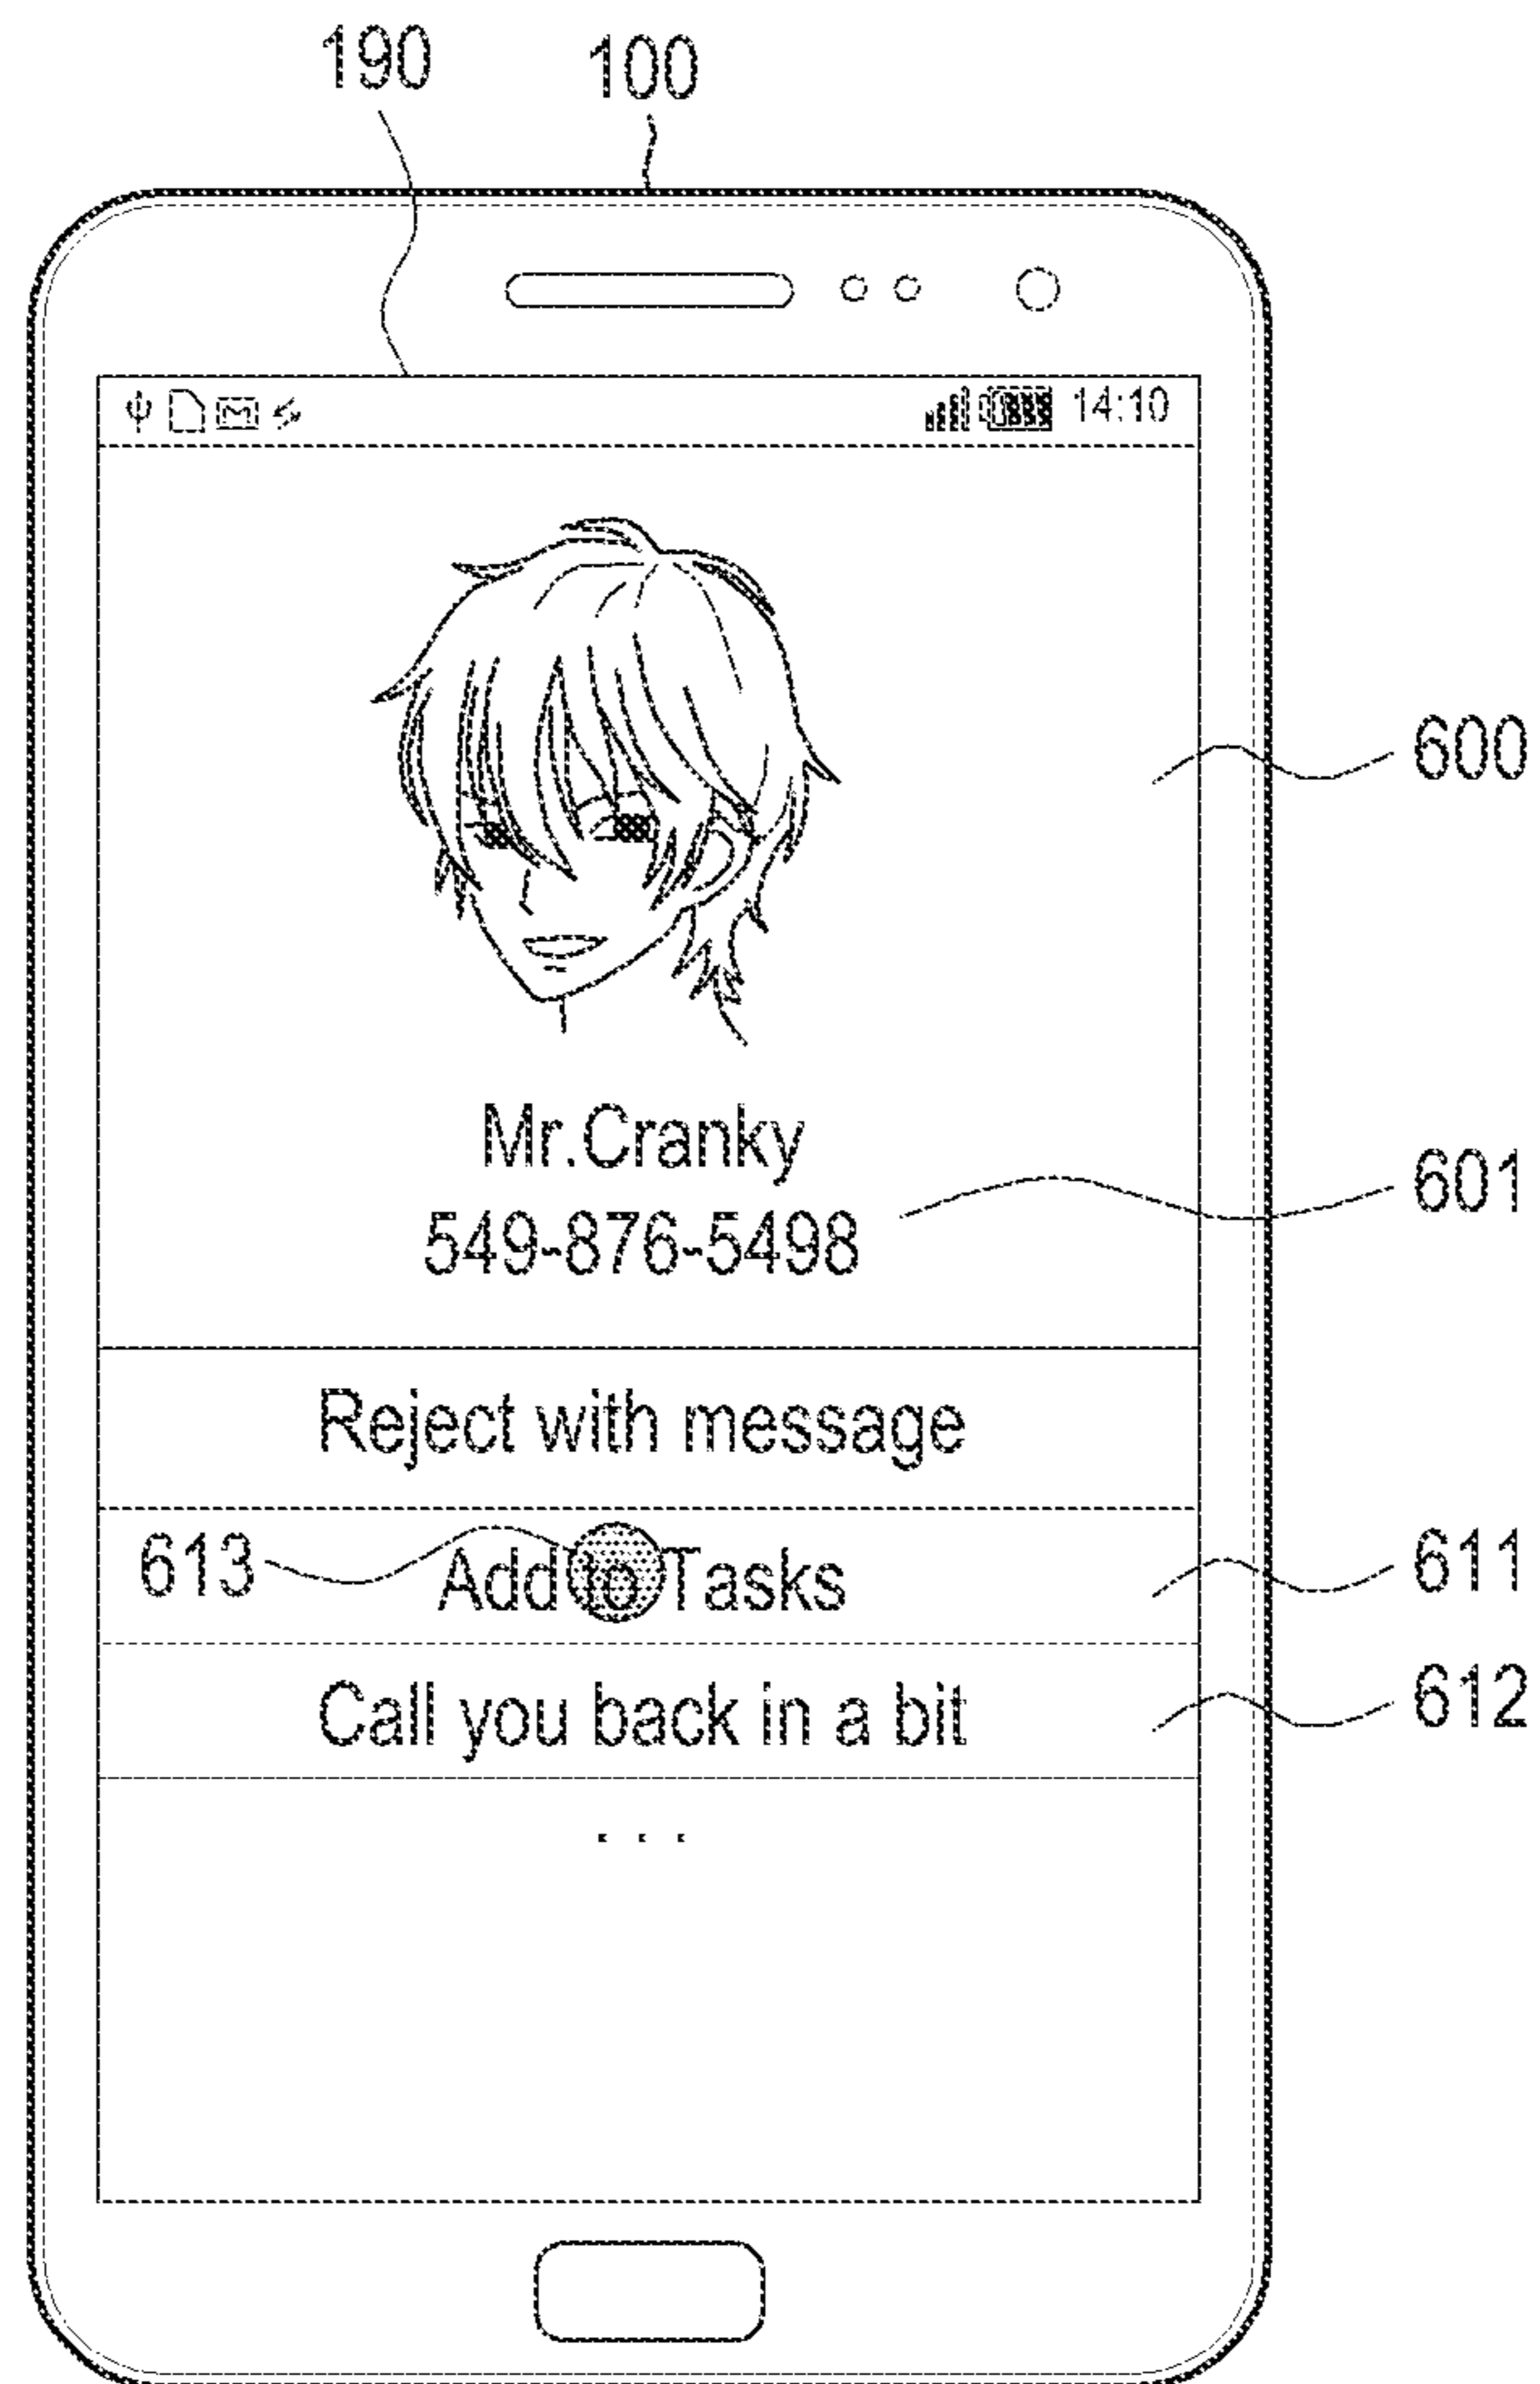 190 100
14:10
600
Mr.Cranky
601
549-876-5498
Reject with message
613 Add to Tasks 611
Call you back in a bit 612
...